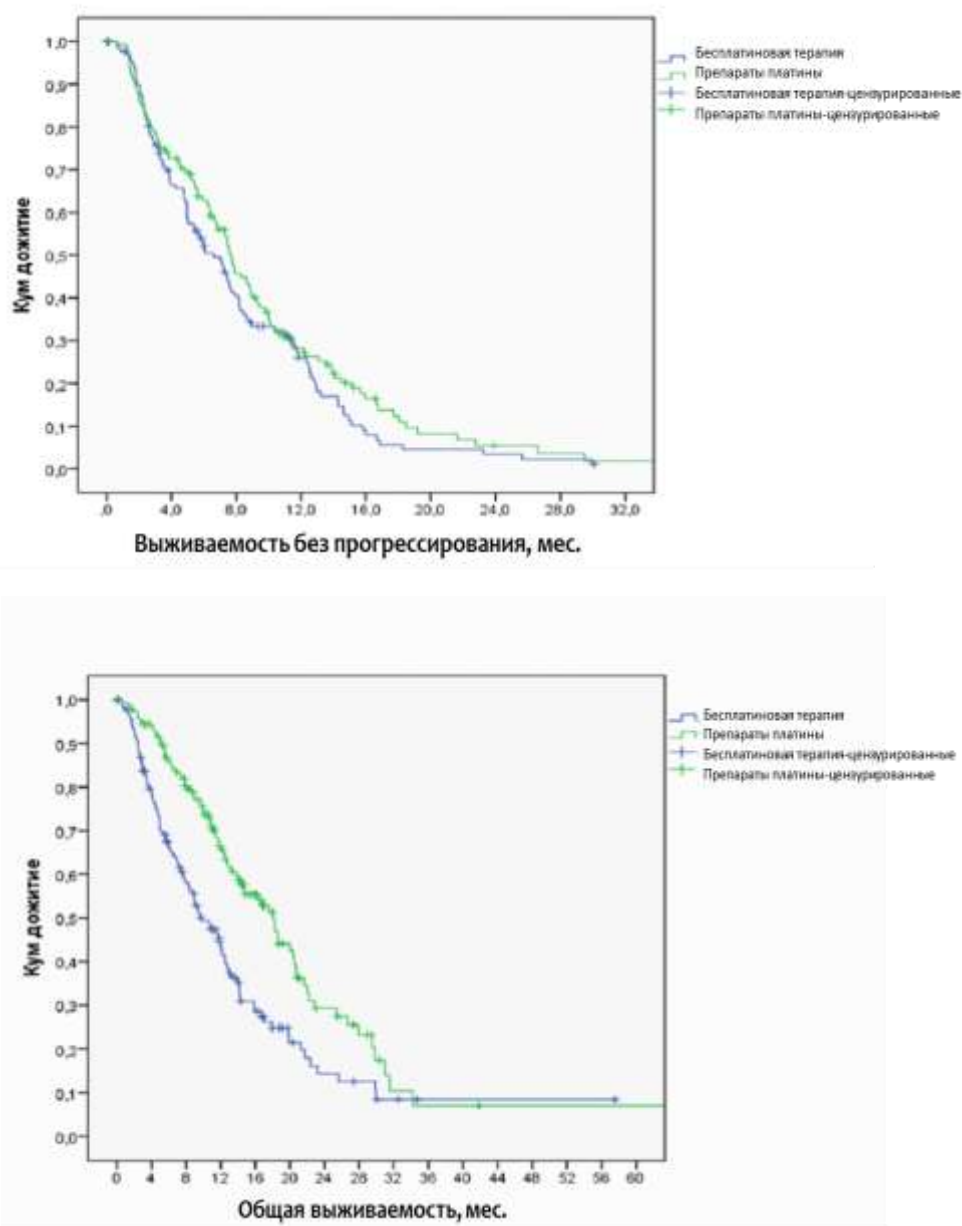 1,0
0,9
0,8
0,7
0,6
0,5
0,4
0,3
0,2
0,1
0,0
Кум дожитие
,0 4,0 8,0 12,0 16,0 20,0 24,0 28,0 32,0
Выживаемость без прогрессирования, мес.
Бесплатиновая терапия
Препараты платины
Бесплатиновая терапия-цензурированные
Препараты платины-цензурированные
1,0
0,9
0,8
0,7
0,6
0,5
0,4
0,3
0,2
0,1
0,0
Кум дожитие
0 4 8 12 16 20 24 28 32 36 40 44 48 52 56 60
Общая выживаемость, мес.
Бесплатиновая терапия
Препараты платины
Бесплатиновая терапия-цензурированные
Препараты платины-цензурированные